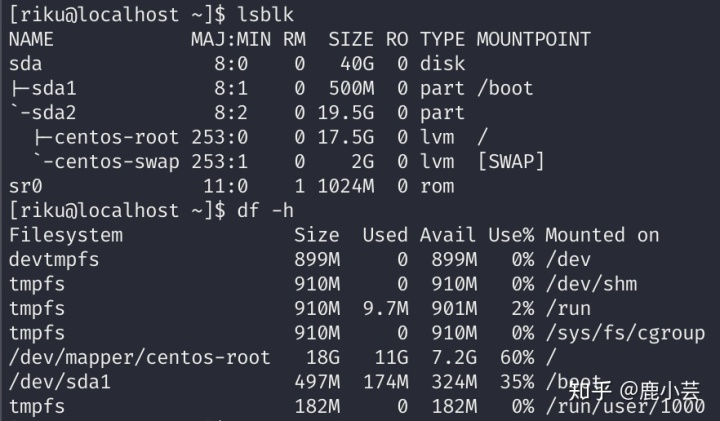 [riku@localhost ~]$ lsblk
NAME            MAJ:MIN RM  SIZE RO TYPE MOUNTPOINT
sda               8:0    0   40G  0 disk
├─sda1            8:1    0  500M  0 part /boot
`-sda2            8:2    0 19.5G  0 part
  ├─centos-root 253:0    0 17.5G  0 lvm  /
  `-centos-swap 253:1    0    2G  0 lvm  [SWAP]
sr0              11:0    1 1024M  0 rom
[riku@localhost ~]$ df -h
Filesystem               Size  Used Avail Use% Mounted on
devtmpfs                 899M     0  899M   0% /dev
tmpfs                    910M     0  910M   0% /dev/shm
tmpfs                    910M  9.7M  901M   2% /run
tmpfs                    910M     0  910M   0% /sys/fs/cgroup
/dev/mapper/centos-root   18G   11G  7.2G  60% /
/dev/sda1                497M  174M  324M  35% /boot
tmpfs                    182M     0  182M   0% /run/user/1000
知乎 @鹿小芸